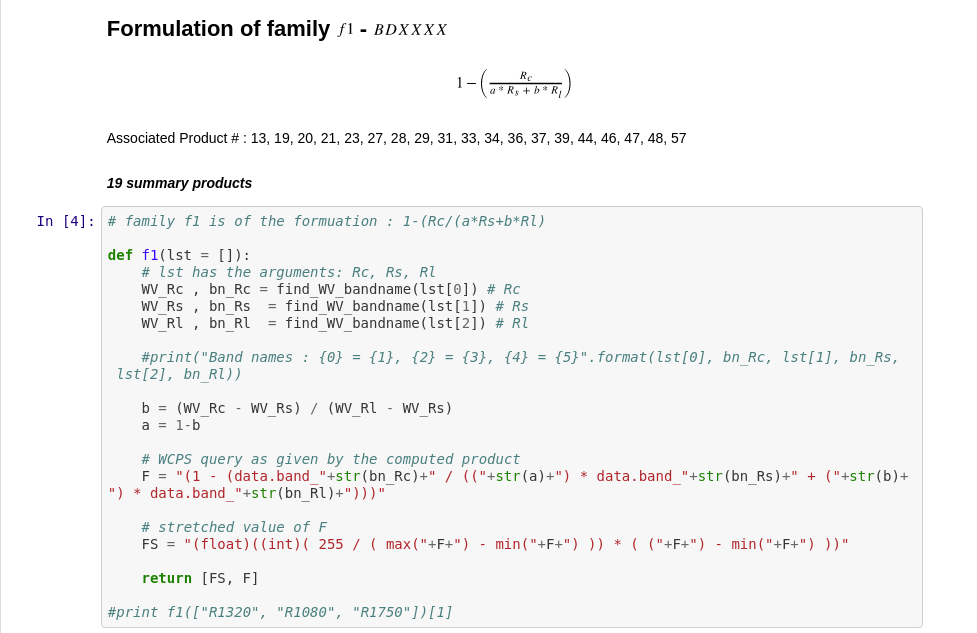 Formulation of family f1 - BDXXXX
1 − ( Rc / a * Rs + b * Rl )
Associated Product # : 13, 19, 20, 21, 23, 27, 28, 29, 31, 33, 34, 36, 37, 39, 44, 46, 47, 48, 57
19 summary products
In [4]: # family f1 is of the formuation : 1-(Rc/(a*Rs+b*Rl)
def f1(lst = []):
    # lst has the arguments: Rc, Rs, Rl
    WV_Rc , bn_Rc = find_WV_bandname(lst[0]) # Rc
    WV_Rs , bn_Rs  = find_WV_bandname(lst[1]) # Rs
    WV_Rl , bn_Rl  = find_WV_bandname(lst[2]) # Rl
    #print("Band names : {0} = {1}, {2} = {3}, {4} = {5}".format(lst[0], bn_Rc, lst[1], bn_Rs,
 lst[2], bn_Rl))
    b = (WV_Rc - WV_Rs) / (WV_Rl - WV_Rs)
    a = 1-b
    # WCPS query as given by the computed product
    F = "(1 - (data.band_"+str(bn_Rc)+" / (("+str(a)+") * data.band_"+str(bn_Rs)+" + ("+str(b)+
") * data.band_"+str(bn_Rl)+")))"
    # stretched value of F
    FS = "(float)((int)( 255 / ( max("+F+") - min("+F+") )) * ( ("+F+") - min("+F+") ))"
    return [FS, F]
#print f1(["R1320", "R1080", "R1750"])[1]